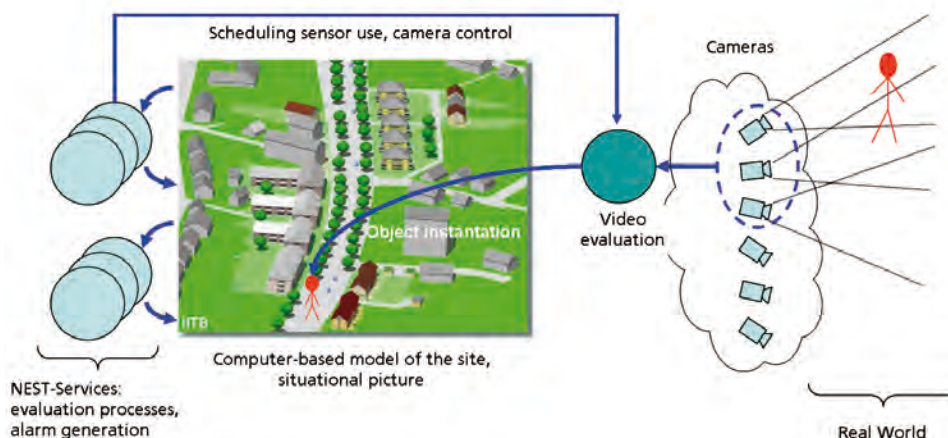 Scheduling sensor use, camera control
Cameras
Object instantation
Video
evaluation
IITB
Computer-based model of the site,
situational picture
NEST-Services:
evaluation processes,
alarm generation
Real World